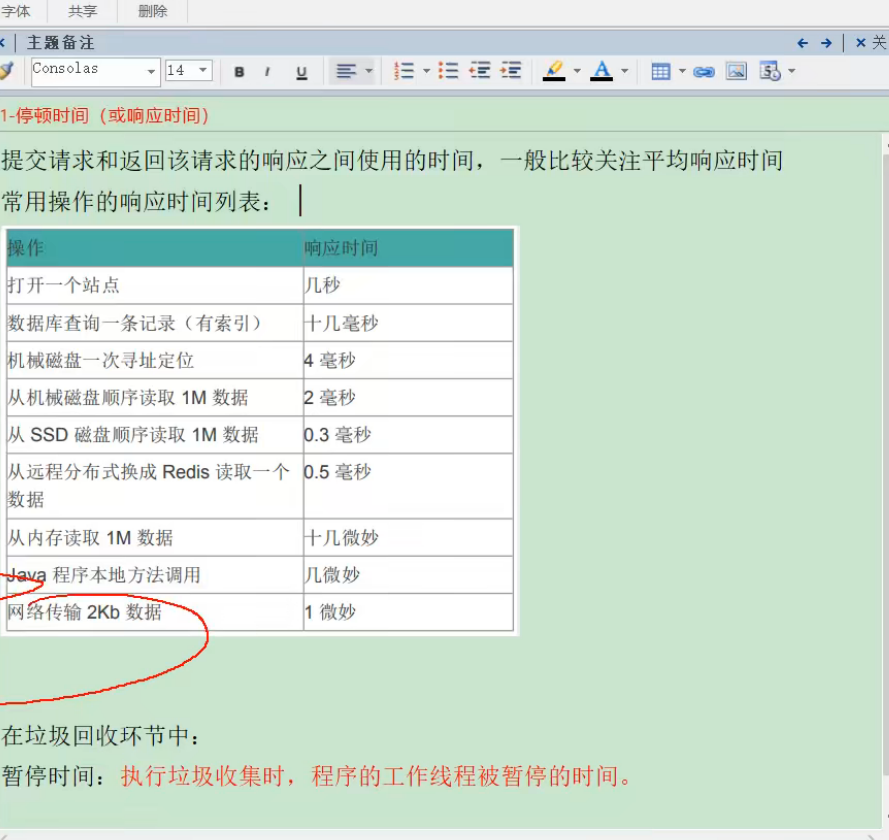 字体 共享 删除
主题备注
关
Consolas 14 B I U
1-停顿时间（或响应时间）
提交请求和返回该请求的响应之间使用的时间，一般比较关注平均响应时间
常用操作的响应时间列表：
操作 响应时间
打开一个站点 几秒
数据库查询一条记录（有索引） 十几毫秒
机械磁盘一次寻址定位 4 毫秒
从机械磁盘顺序读取 1M 数据 2 毫秒
从 SSD 磁盘顺序读取 1M 数据 0.3 毫秒
从远程分布式换成 Redis 读取一个 0.5 毫秒
数据
从内存读取 1M 数据 十几微妙
Java 程序本地方法调用 几微妙
网络传输 2Kb 数据 1 微妙
在垃圾回收环节中：
暂停时间：执行垃圾收集时，程序的工作线程被暂停的时间。